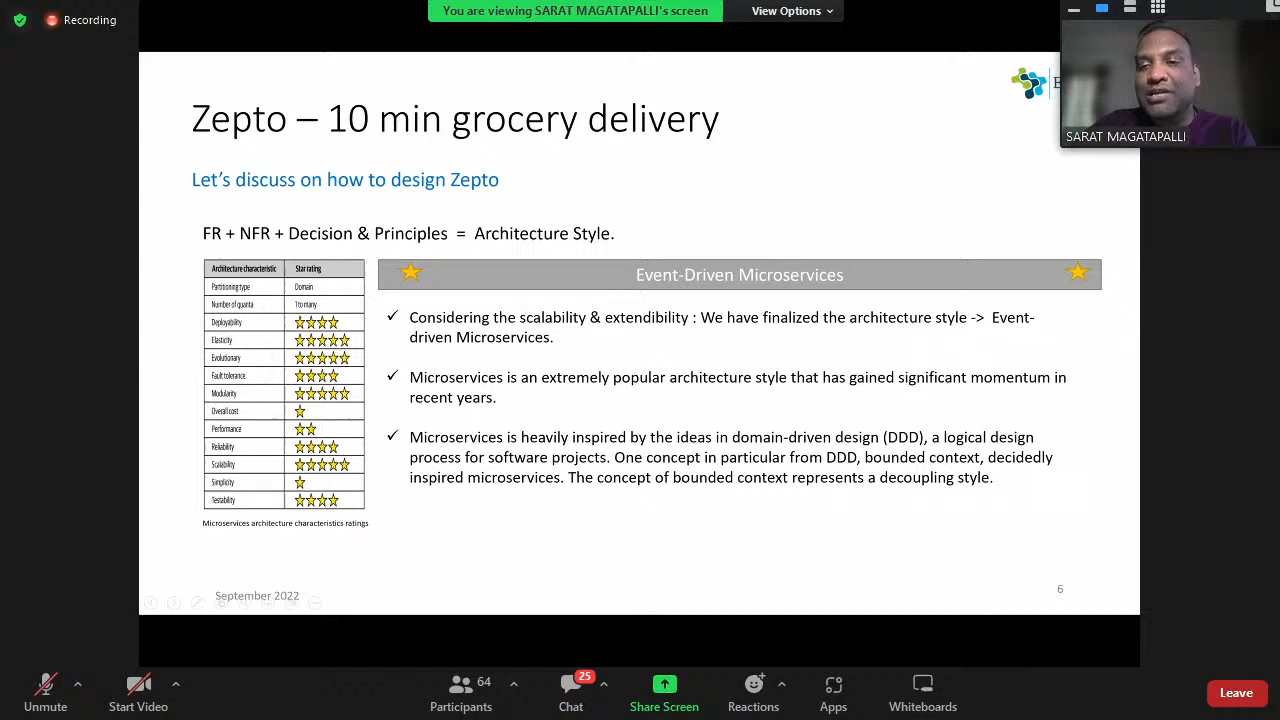 Recording
You are viewing SARAT MAGATAPALLI's screen
View Options
SARAT MAGATAPALLI
Zepto – 10 min grocery delivery
Let's discuss on how to design Zepto
FR + NFR + Decision & Principles = Architecture Style.
Architecture characteristic Star rating
Partitioning type Domain
Number of quanta 1 to many
Deployability
Elasticity
Evolutionary
Fault tolerance
Modularity
Overall cost
Performance
Reliability
Scalability
Simplicity
Testability
Microservices architecture characteristics ratings
Event-Driven Microservices
Considering the scalability & extendibility : We have finalized the architecture style -> Event-
driven Microservices.
Microservices is an extremely popular architecture style that has gained significant momentum in
recent years.
Microservices is heavily inspired by the ideas in domain-driven design (DDD), a logical design
process for software projects. One concept in particular from DDD, bounded context, decidedly
inspired microservices. The concept of bounded context represents a decoupling style.
September 2022
6
Unmute
Start Video
64
Participants
25
Chat
Share Screen
Reactions
Apps
Whiteboards
Leave